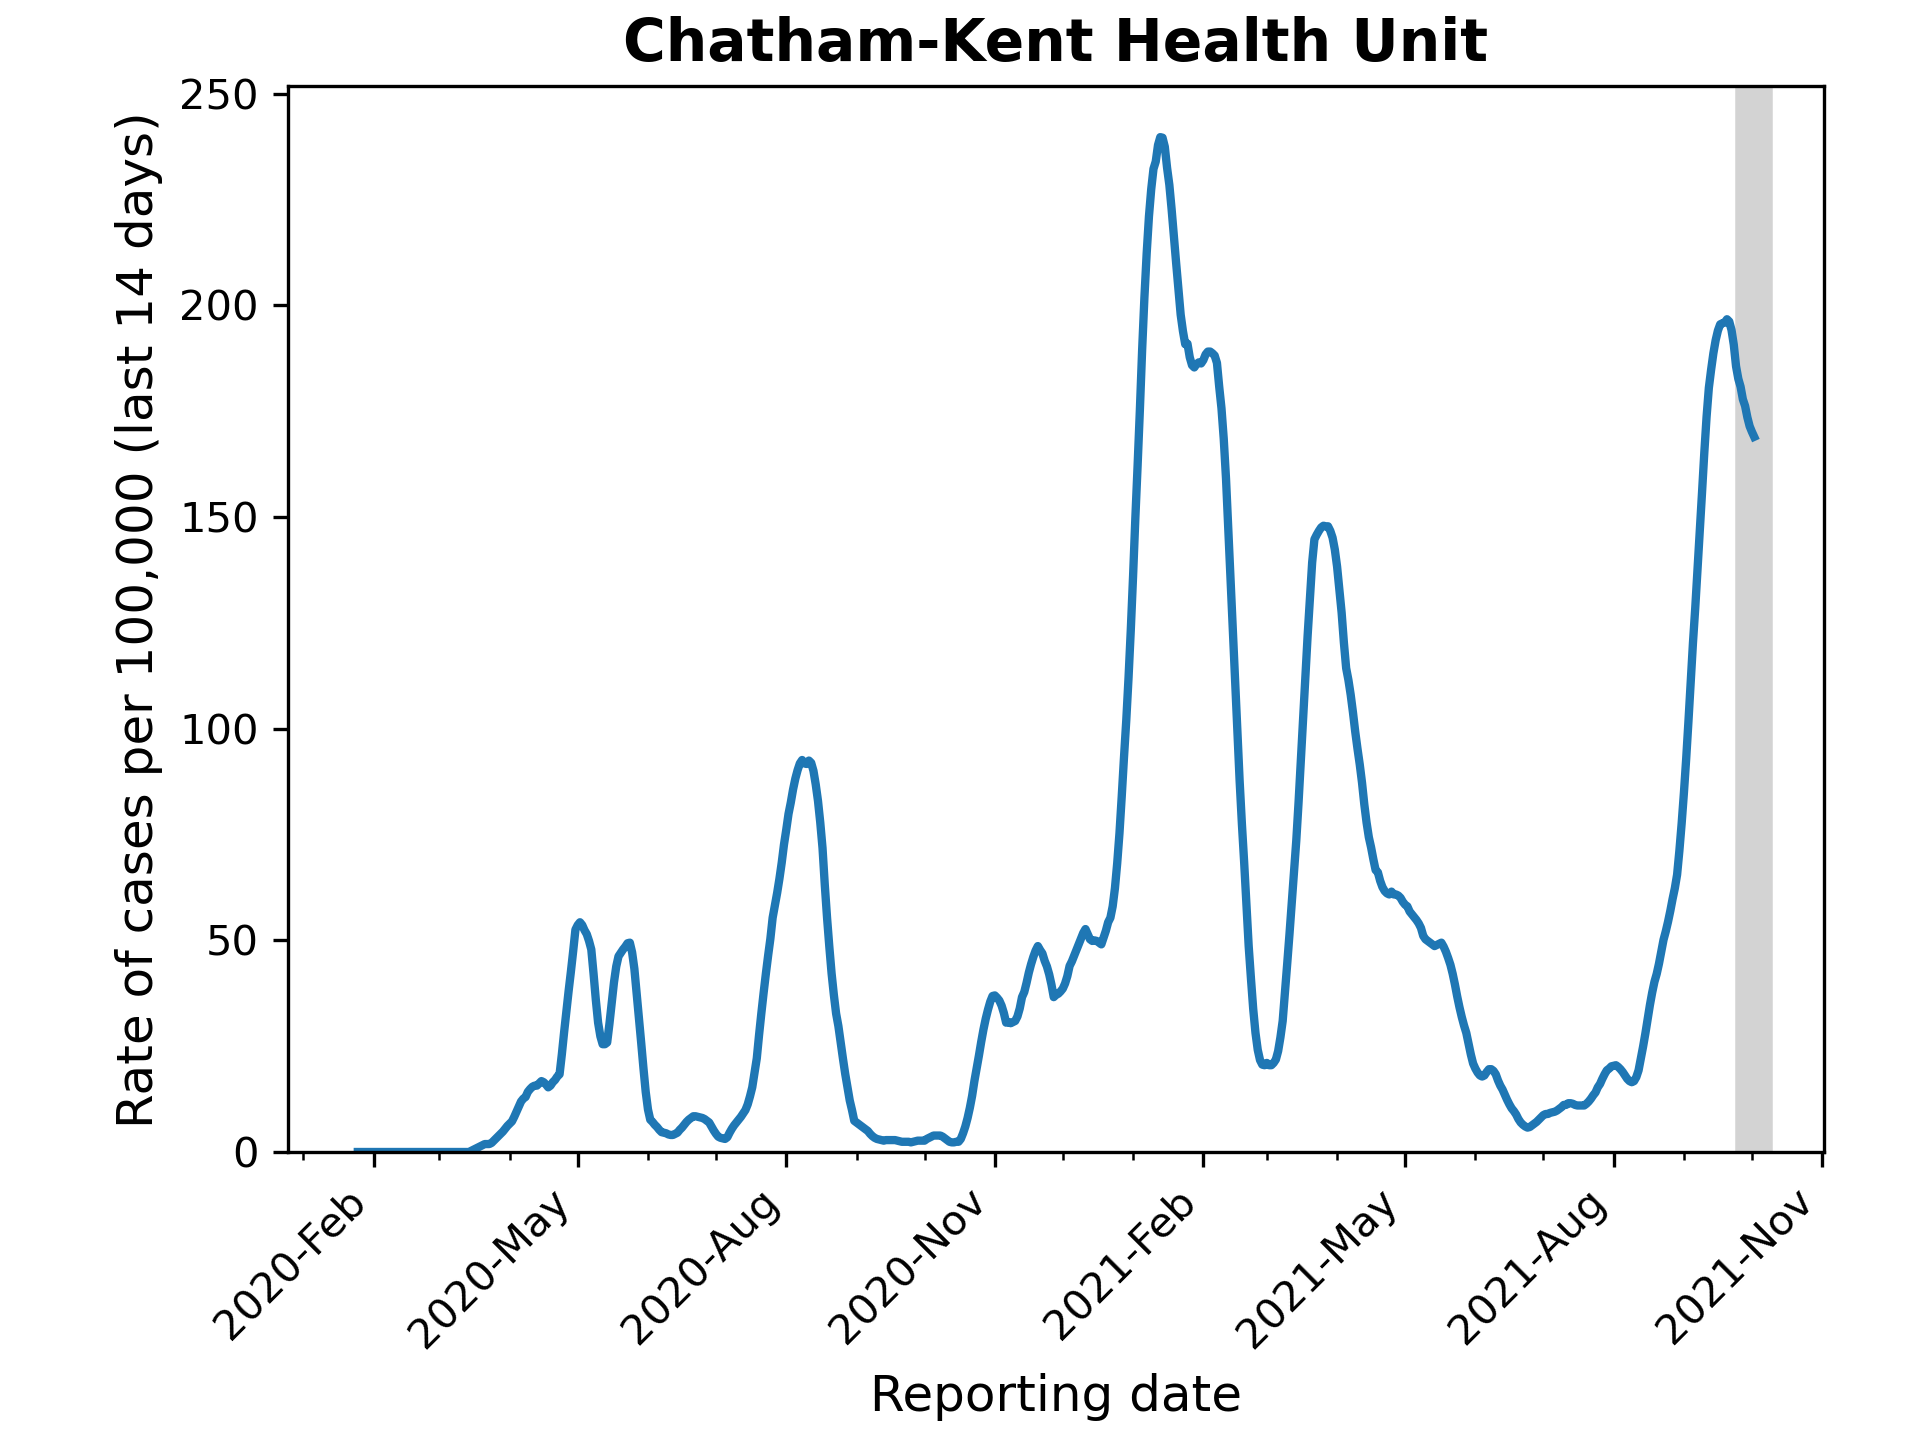 Chatham-Kent Health Unit
Rate of cases per 100,000 (last 14 days)
250
200
150
100
50
0
2020-Feb
2020-May
2020-Aug
2020-Nov
2021-Feb
2021-May
2021-Aug
2021-Nov
Reporting date